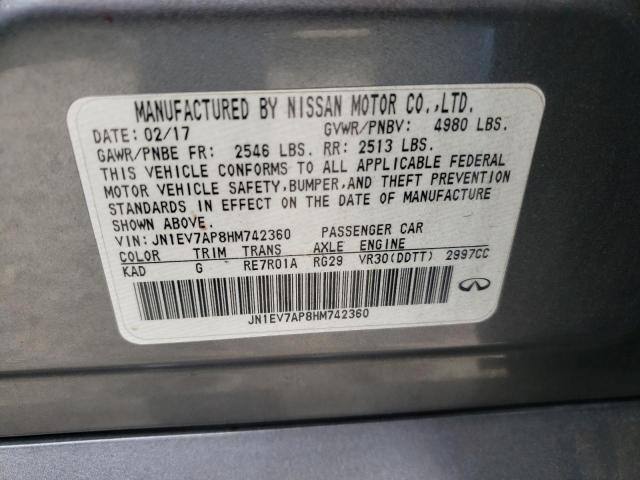 MANUFACTURED BY NISSAN MOTOR CO.,LTD.
DATE: 02/17 GVWR/PNBV: 4980 LBS.
GAWR/PNBE FR: 2546 LBS. RR: 2513 LBS.
THIS VEHICLE CONFORMS TO ALL APPLICABLE FEDERAL
MOTOR VEHICLE SAFETY,BUMPER,AND THEFT PREVENTION
STANDARDS IN EFFECT ON THE DATE OF MANUFACTURE
SHOWN ABOVE.
VIN: JN1EV7AP8HM742360 PASSENGER CAR
COLOR TRIM TRANS AXLE ENGINE
KAD G RE7R01A RG29 VR30(DDTT) 2997CC
JN1EV7AP8HM742360